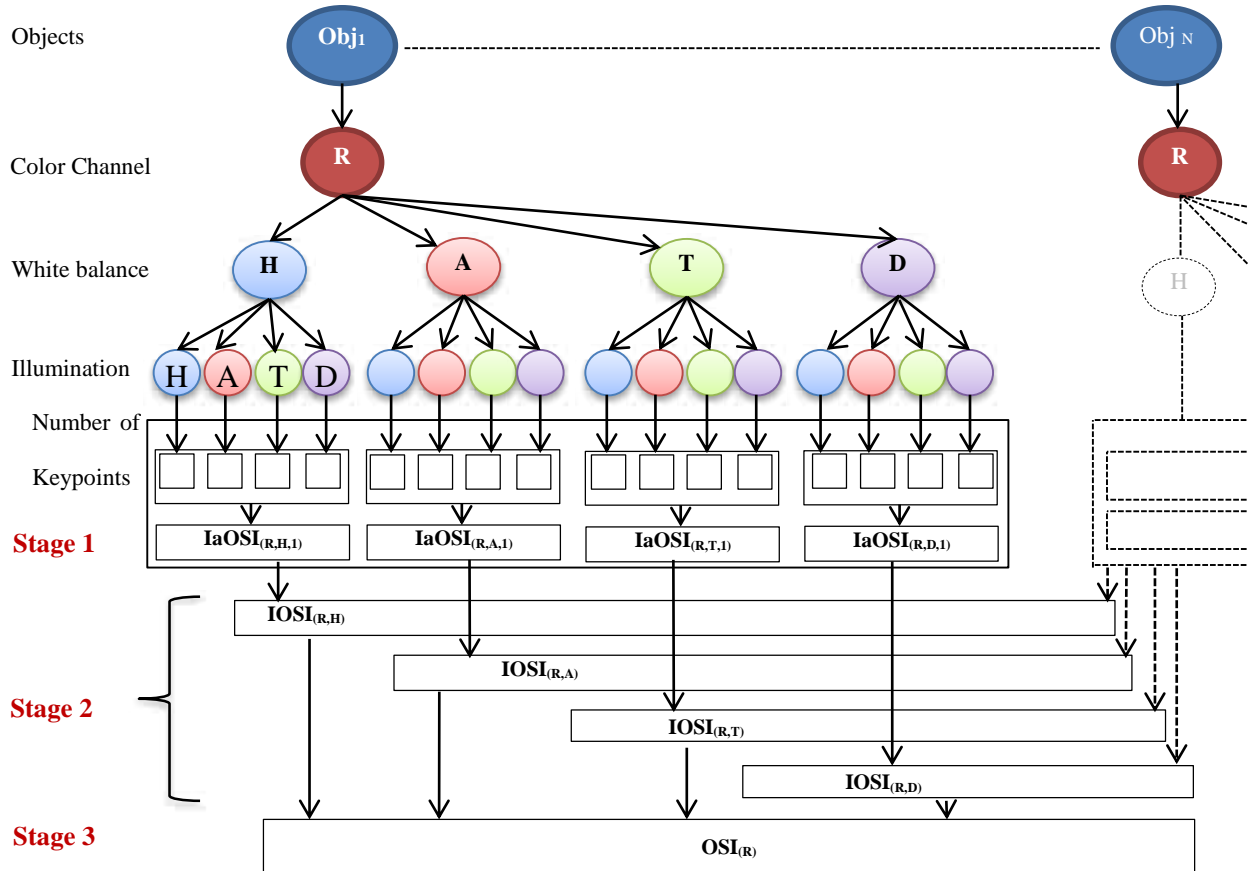 Objects
Obj1
Obj N
Color Channel
R
R
White balance
H
A
T
D
H
Illumination
H
A
T
D
Number of
Keypoints
Stage 1
IaOSI(R,H,1)
IaOSI(R,A,1)
IaOSI(R,T,1)
IaOSI(R,D,1)
IOSI(R,H)
IOSI(R,A)
Stage 2
IOSI(R,T)
IOSI(R,D)
Stage 3
OSI(R)